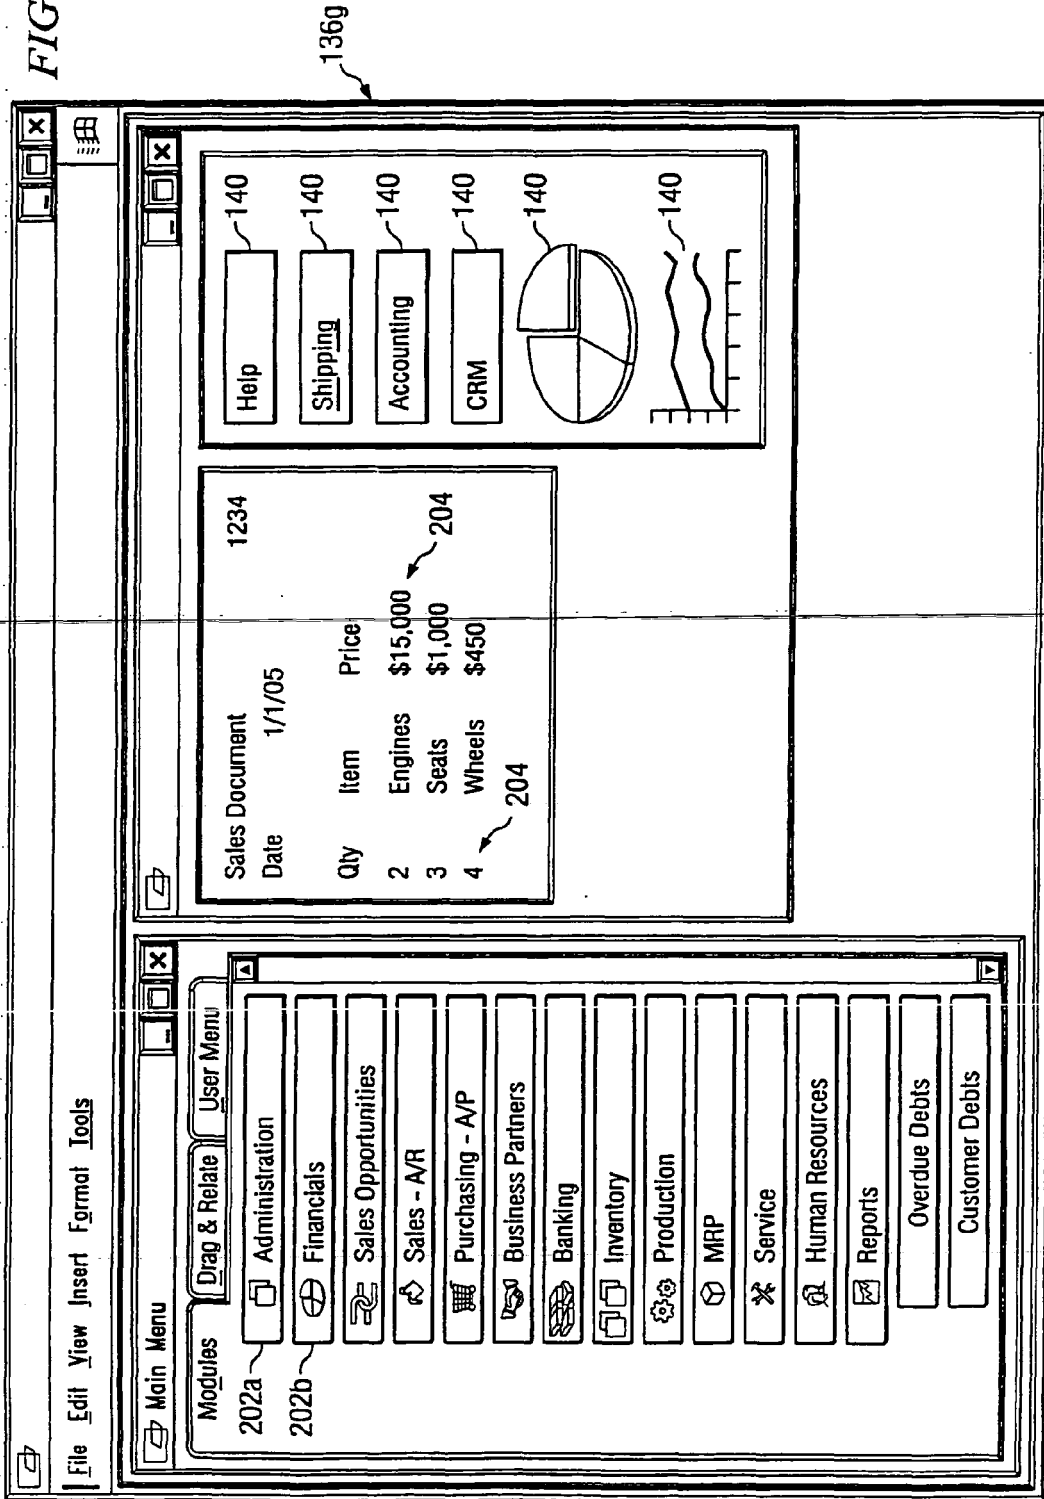 FIG
136g
File Edit View Insert Format Tools
Main Menu
Modules Drag & Relate User Menu
202a
Administration
202b
Financials
Sales Opportunities
Sales - A/R
Purchasing - A/P
Business Partners
Banking
Inventory
Production
MRP
Service
Human Resources
Reports
Overdue Debts
Customer Debts
Sales Document 1234
Date 1/1/05
Qty Item Price
2 Engines $15,000
3 Seats $1,000
4 Wheels $450
204
204
Help 140
Shipping 140
Accounting 140
CRM 140
140
140